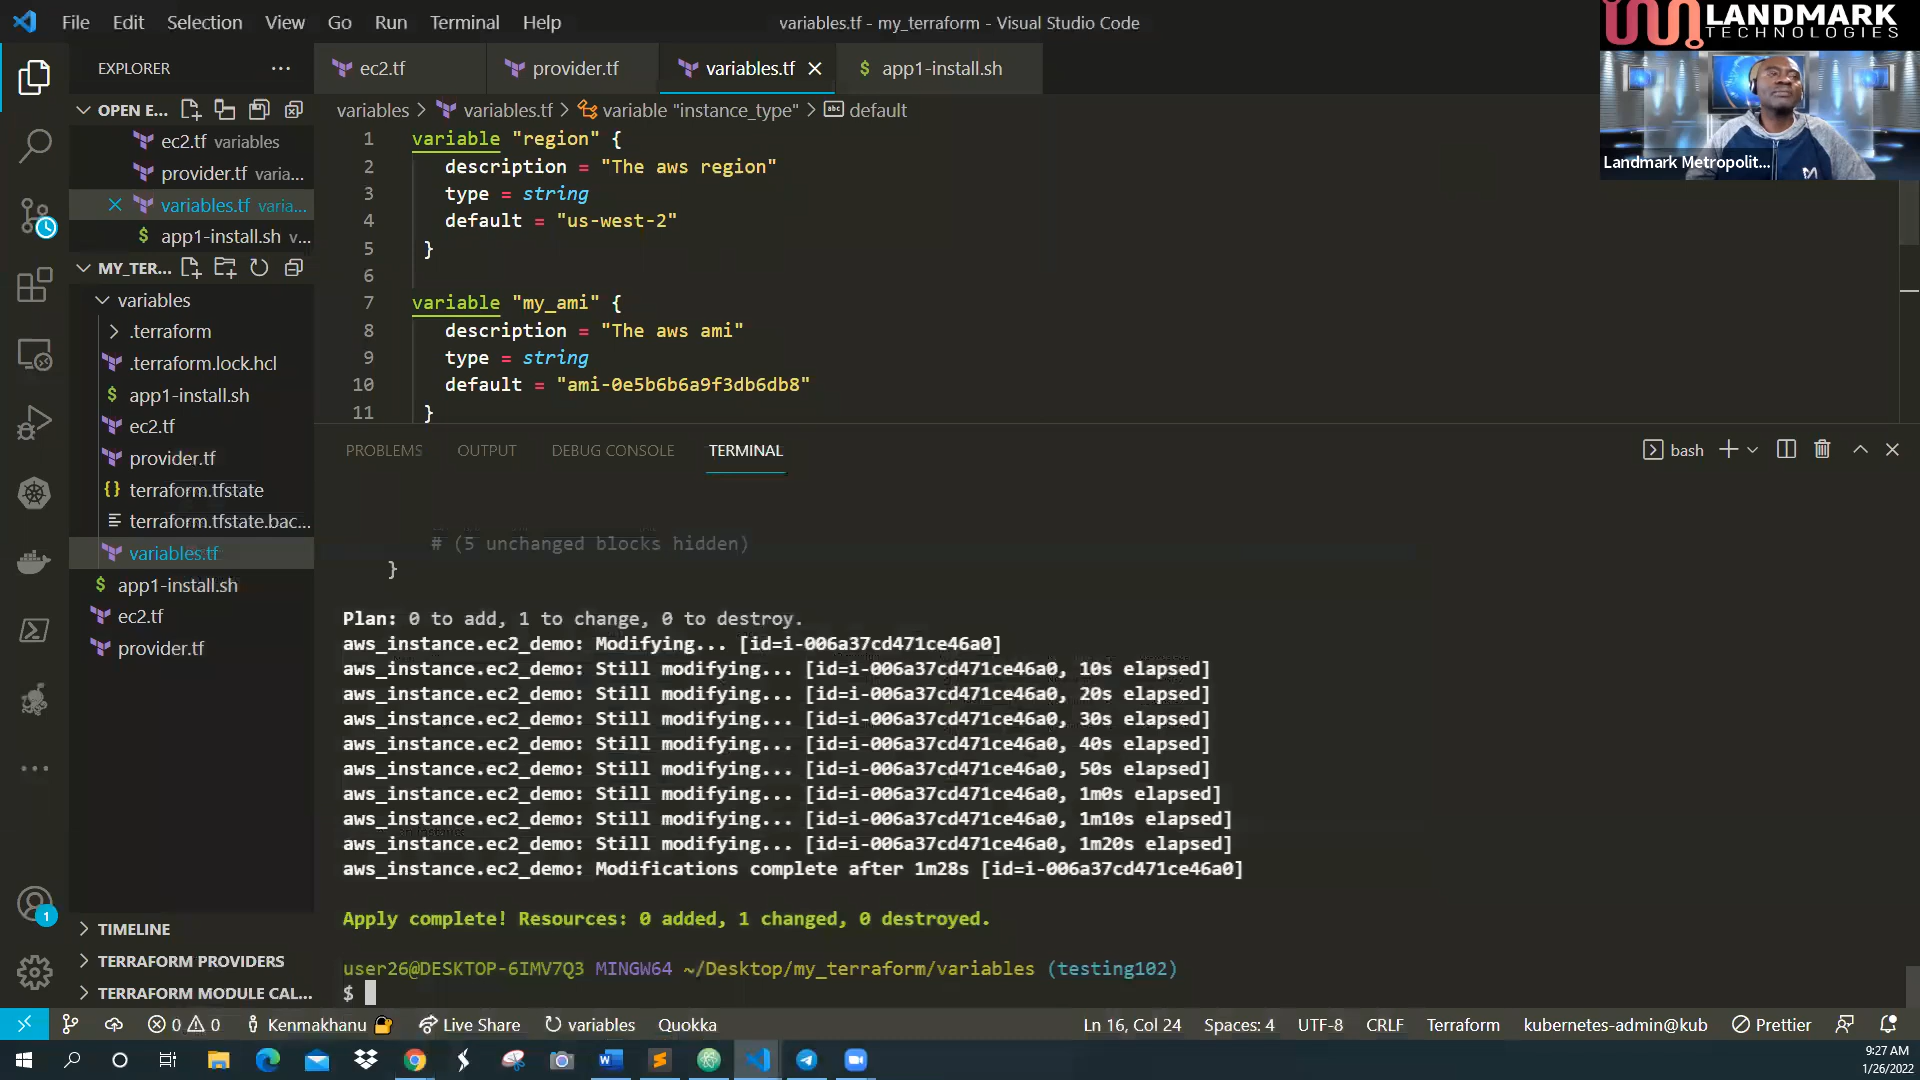 File Edit Selection View Go Run Terminal Help
variables.tf - my_terraform - Visual Studio Code
LANDMARK
TECHNOLOGIES
Landmark Metropolit...
EXPLORER
OPEN E...
ec2.tf variables
provider.tf varia...
variables.tf varia...
$ app1-install.sh v...
MY_TER...
variables
.terraform
.terraform.lock.hcl
$ app1-install.sh
ec2.tf
provider.tf
{} terraform.tfstate
terraform.tfstate.bac...
variables.tf
$ app1-install.sh
ec2.tf
provider.tf
TIMELINE
TERRAFORM PROVIDERS
TERRAFORM MODULE CAL...
1
ec2.tf
provider.tf
variables.tf
$ app1-install.sh
variables > variables.tf > variable "instance_type" > abc default
1 variable "region" {
2 description = "The aws region"
3 type = string
4 default = "us-west-2"
5 }
6
7 variable "my_ami" {
8 description = "The aws ami"
9 type = string
10 default = "ami-0e5b6b6a9f3db6db8"
11 }
PROBLEMS OUTPUT DEBUG CONSOLE TERMINAL
bash
# (5 unchanged blocks hidden)
}
Plan: 0 to add, 1 to change, 0 to destroy.
aws_instance.ec2_demo: Modifying... [id=i-006a37cd471ce46a0]
aws_instance.ec2_demo: Still modifying... [id=i-006a37cd471ce46a0, 10s elapsed]
aws_instance.ec2_demo: Still modifying... [id=i-006a37cd471ce46a0, 20s elapsed]
aws_instance.ec2_demo: Still modifying... [id=i-006a37cd471ce46a0, 30s elapsed]
aws_instance.ec2_demo: Still modifying... [id=i-006a37cd471ce46a0, 40s elapsed]
aws_instance.ec2_demo: Still modifying... [id=i-006a37cd471ce46a0, 50s elapsed]
aws_instance.ec2_demo: Still modifying... [id=i-006a37cd471ce46a0, 1m0s elapsed]
aws_instance.ec2_demo: Still modifying... [id=i-006a37cd471ce46a0, 1m10s elapsed]
aws_instance.ec2_demo: Still modifying... [id=i-006a37cd471ce46a0, 1m20s elapsed]
aws_instance.ec2_demo: Modifications complete after 1m28s [id=i-006a37cd471ce46a0]
Apply complete! Resources: 0 added, 1 changed, 0 destroyed.
user26@DESKTOP-6IMV7Q3 MINGW64 ~/Desktop/my_terraform/variables (testing102)
$
0 0 Kenmakhanu Live Share variables Quokka
Ln 16, Col 24 Spaces: 4 UTF-8 CRLF Terraform kubernetes-admin@kub Prettier
9:27 AM
1/26/2022